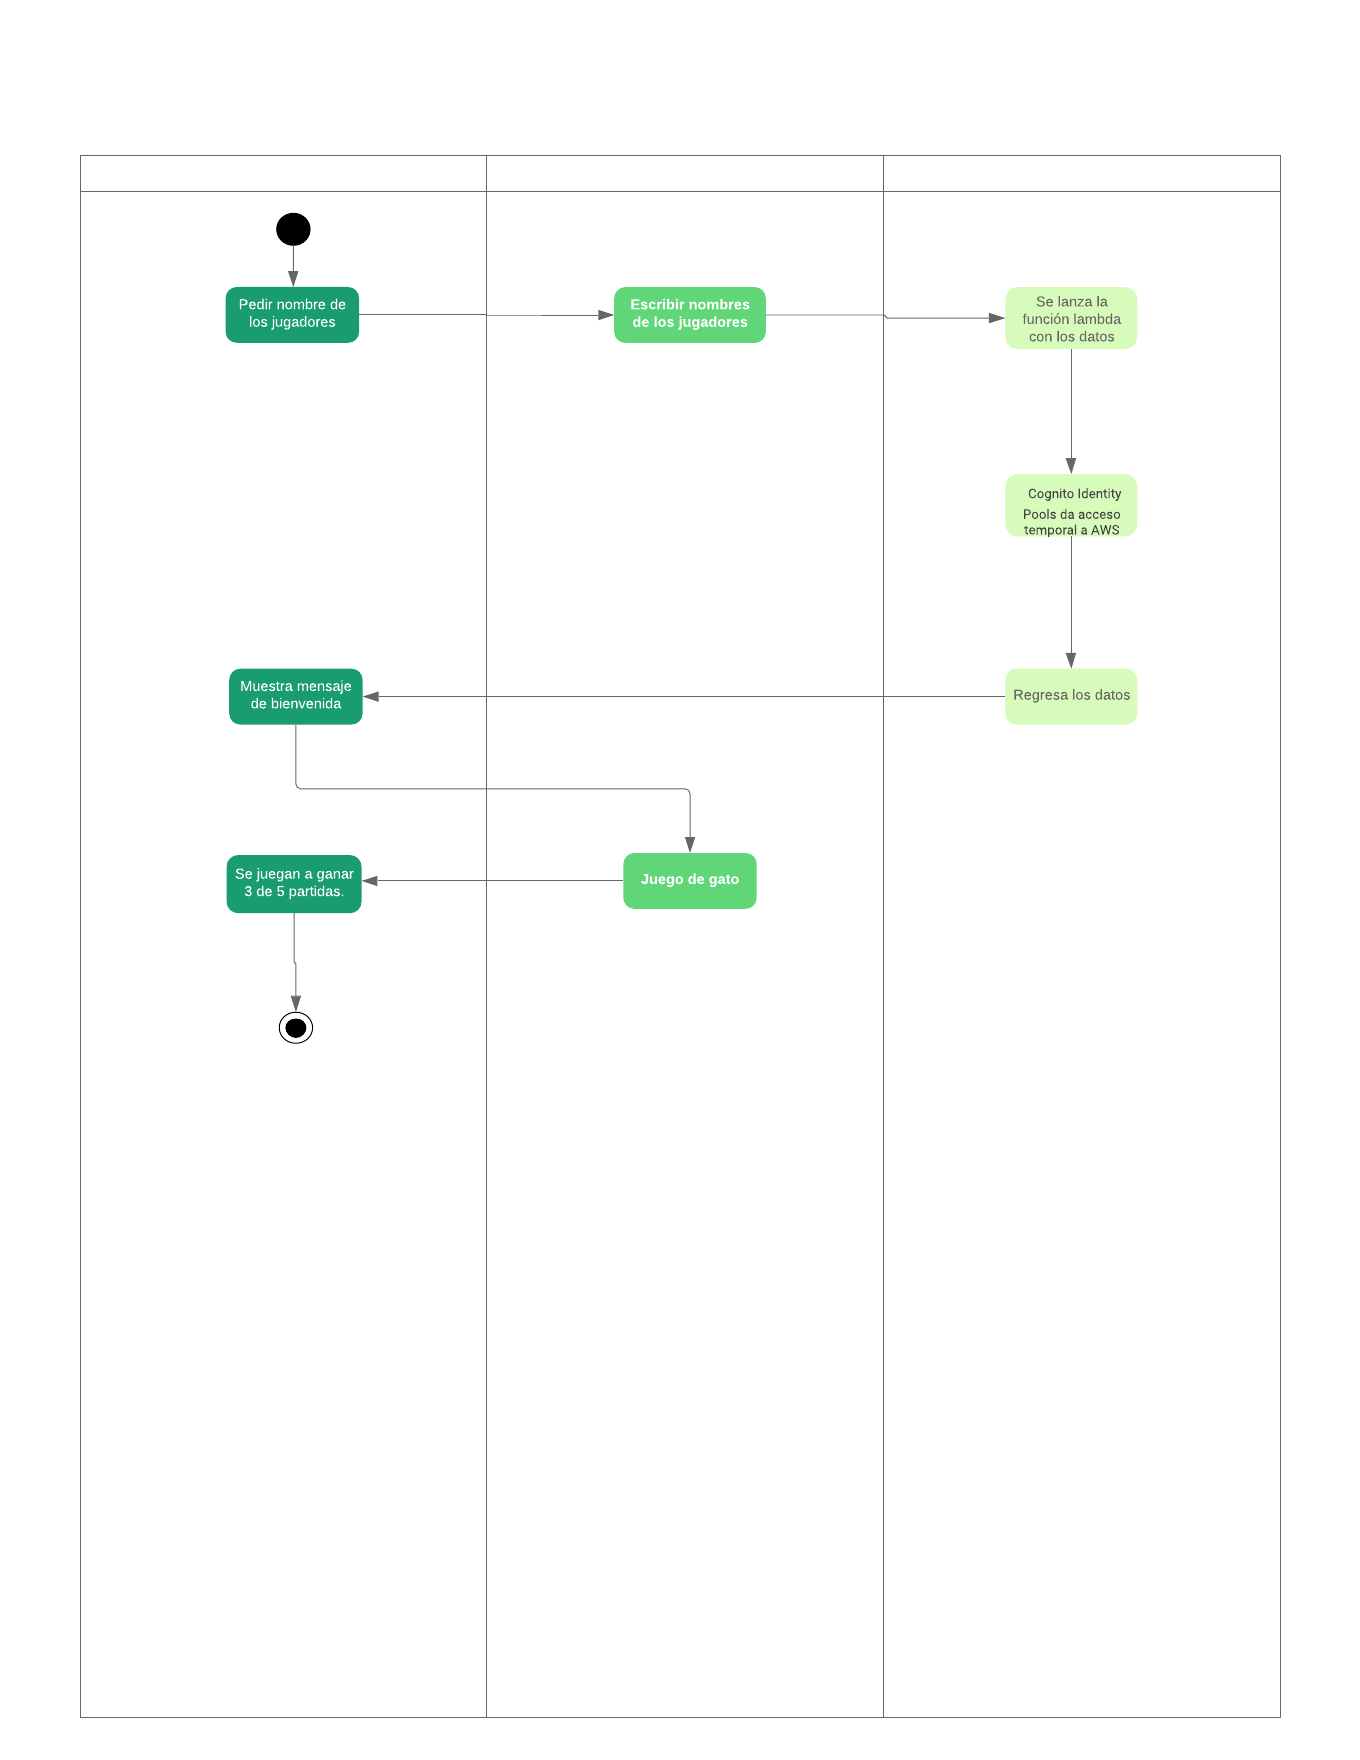 Pedir nombre de
los jugadores
Escribir nombres
de los jugadores
Se lanza la
función lambda
con los datos
Cognito Identity
Pools da acceso
temporal a AWS
Regresa los datos
Muestra mensaje
de bienvenida
Juego de gato
Se juegan a ganar
3 de 5 partidas.